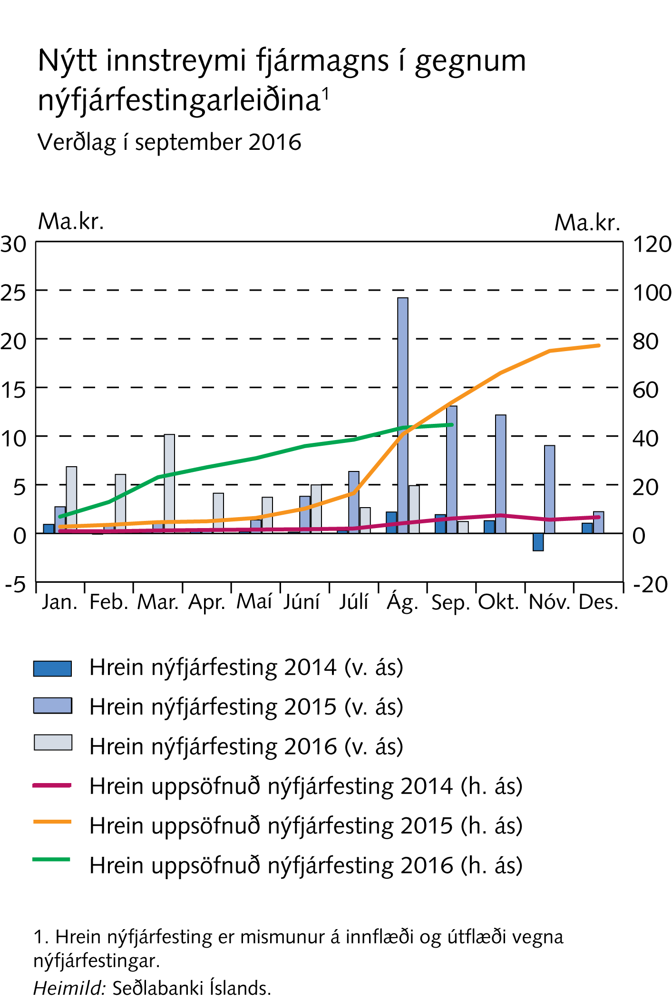 Nýtt innstreymi fjármagns í gegnum
nýfjárfestingarleiðina¹
Verðlag í september 2016
Ma.kr.
Ma.kr.
30
120
25
100
20
80
15
60
10
40
5
20
0
0
-5
-20
Jan. Feb. Mar. Apr. Maí Júní Júlí Ág. Sep. Okt. Nóv. Des.
Hrein nýfjárfesting 2014 (v. ás)
Hrein nýfjárfesting 2015 (v. ás)
Hrein nýfjárfesting 2016 (v. ás)
Hrein uppsöfnuð nýfjárfesting 2014 (h. ás)
Hrein uppsöfnuð nýfjárfesting 2015 (h. ás)
Hrein uppsöfnuð nýfjárfesting 2016 (h. ás)
1. Hrein nýfjárfesting er mismunur á innflæði og útflæði vegna
nýfjárfestingar.
Heimild: Seðlabanki Íslands.